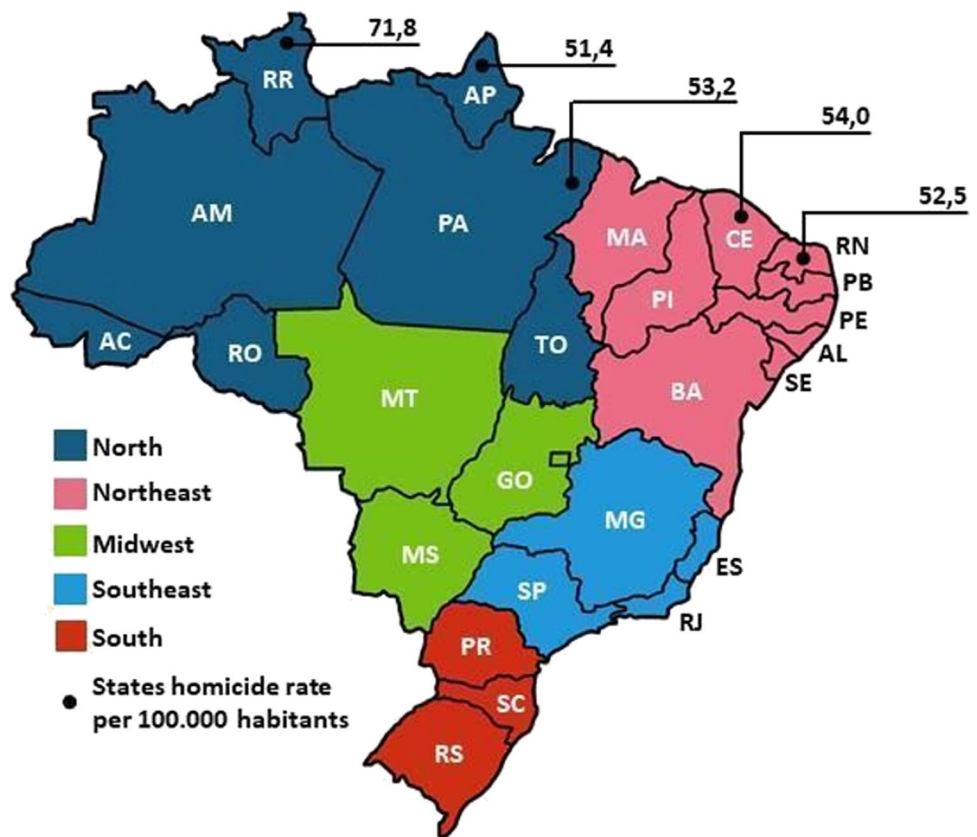 71,8
51,4
53,2
54,0
52,5
RR
AP
AM
PA
MA
CE
RN
PI
PB
PE
AC
RO
TO
AL
SE
MT
BA
GO
MG
MS
ES
SP
RJ
PR
SC
RS
North
Northeast
Midwest
Southeast
South
States homicide rate
per 100.000 habitants